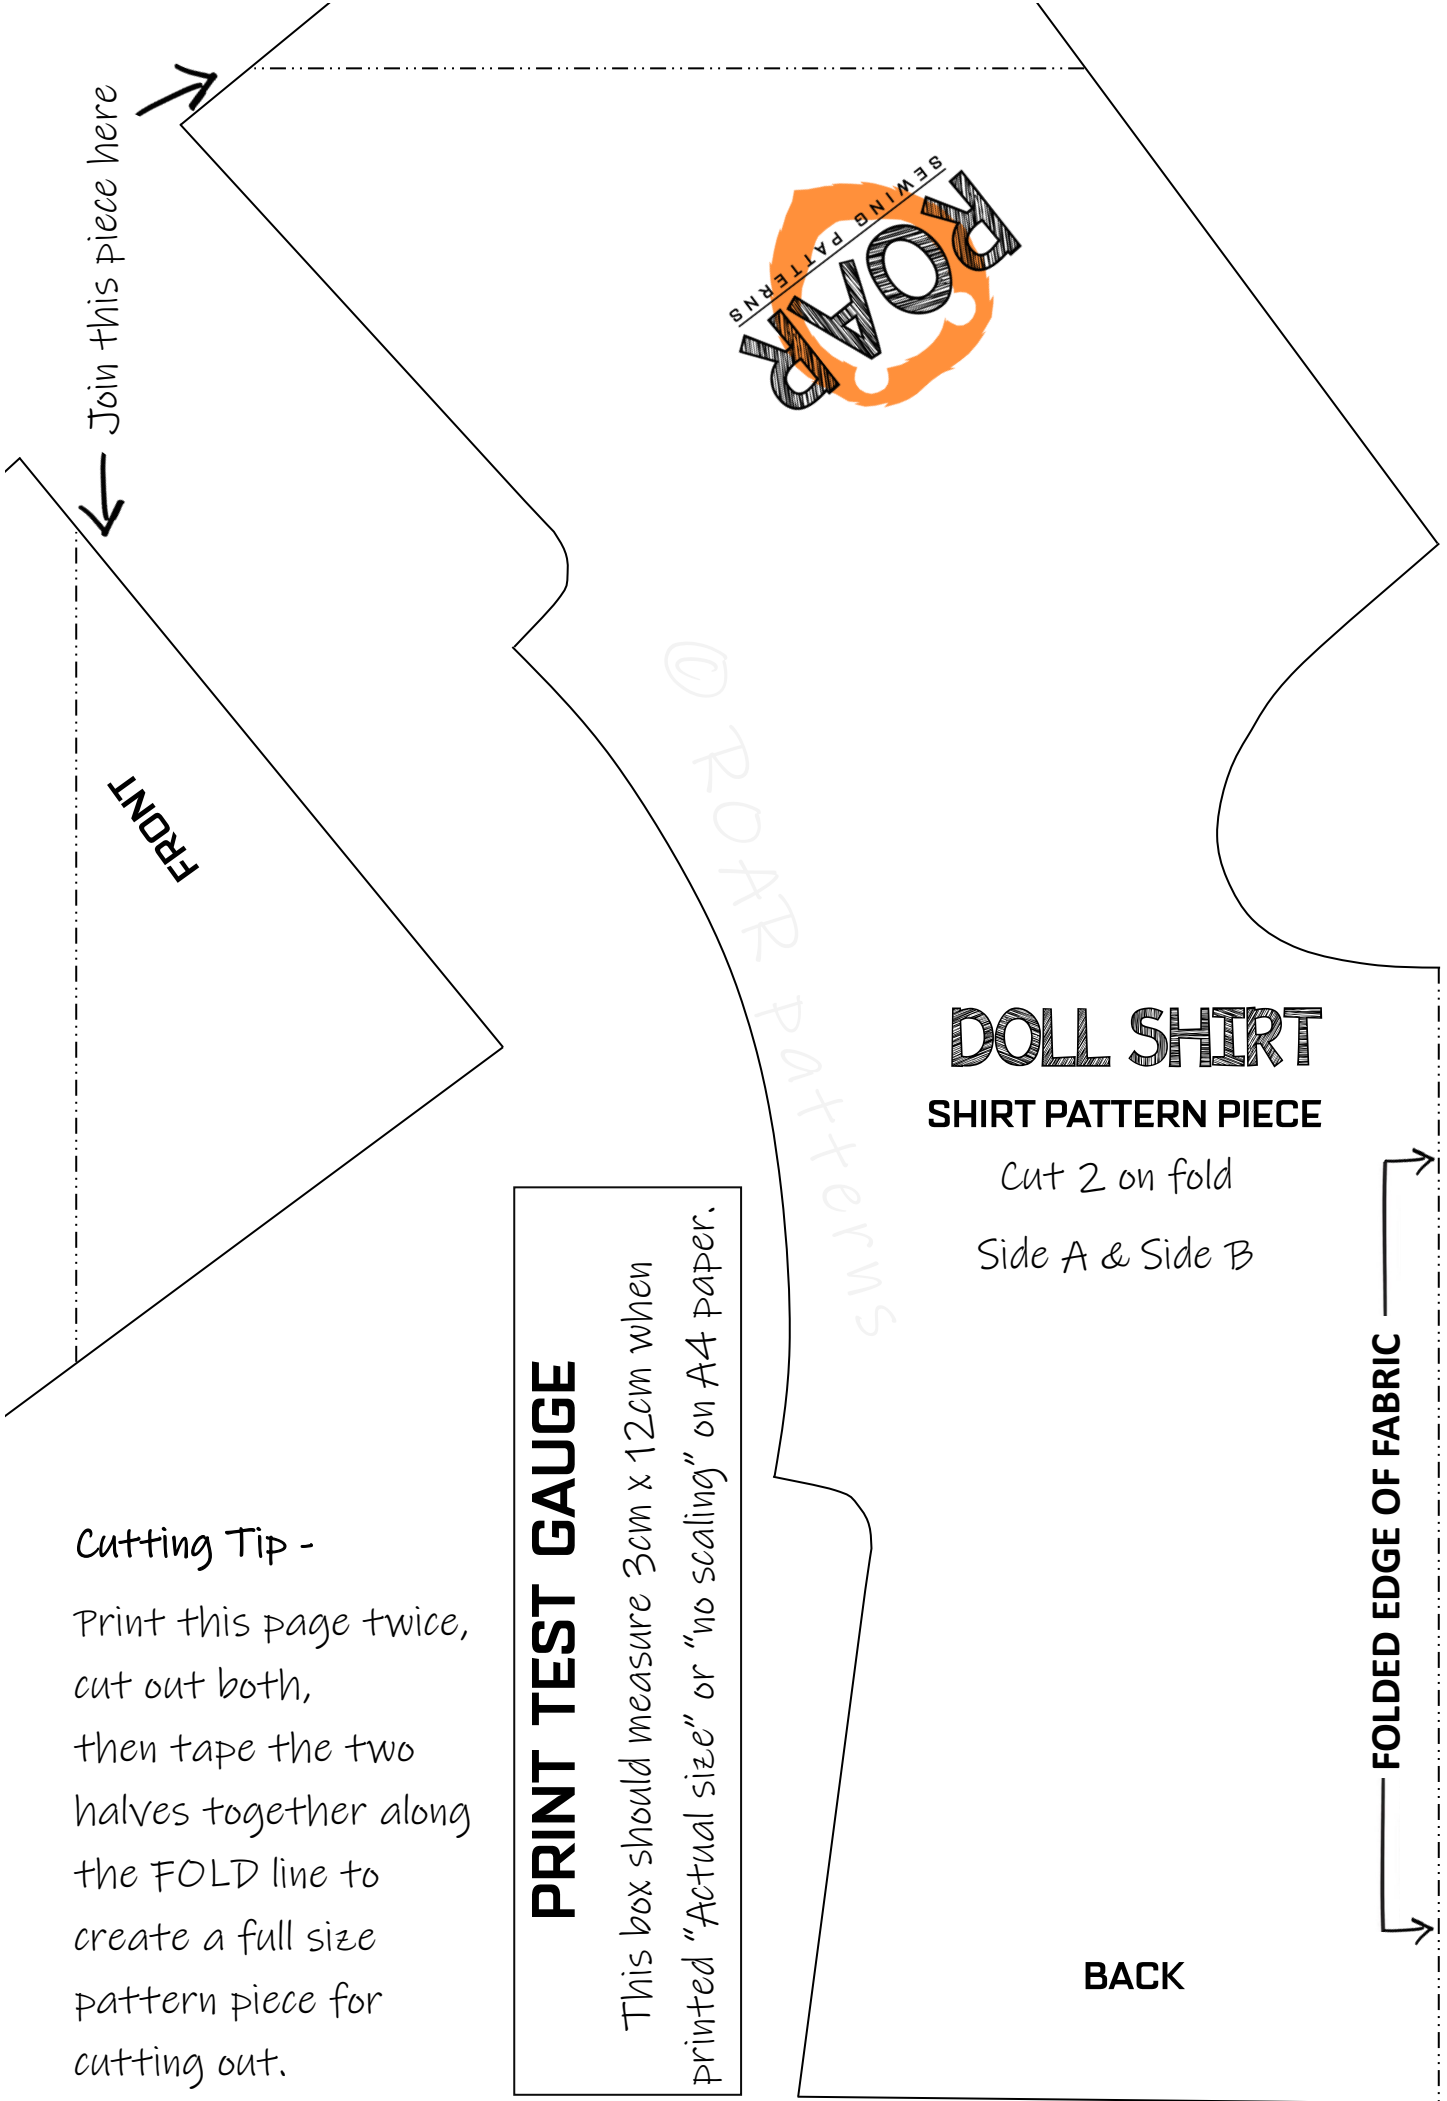 Join this piece here
SEWING PATTERNS
ROAR
FRONT
© ROAR Patterns
DOLL SHIRT
SHIRT PATTERN PIECE
Cut 2 on fold
Side A & Side B
FOLDED EDGE OF FABRIC
PRINT TEST GAUGE
This box should measure 3cm x 12cm when
printed “Actual size” or “no scaling” on A4 paper.
Cutting Tip -
Print this page twice,
cut out both,
then tape the two
halves together along
the FOLD line to
create a full size
pattern piece for
cutting out.
BACK